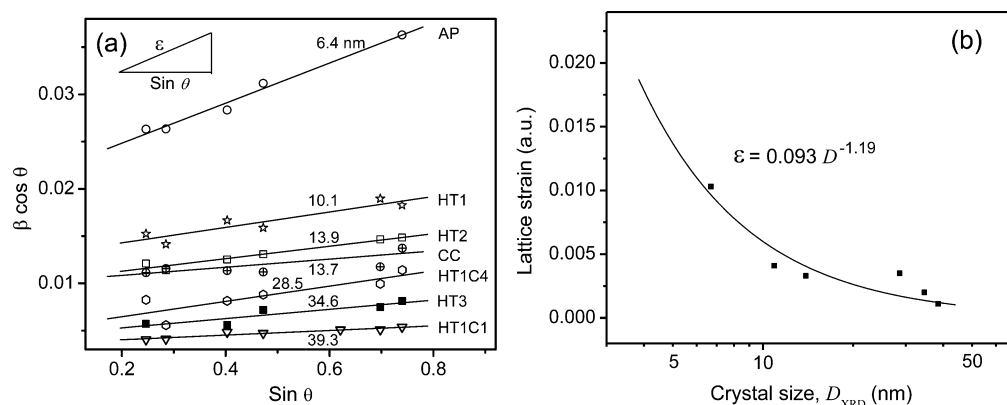 (a)
ε
Sin θ
6.4 nm
AP
10.1
HT1
13.9
HT2
CC
13.7
28.5
HT1C4
34.6
HT3
39.3
HT1C1
0.03
0.02
0.01
β cos θ
0.2 0.4 0.6 0.8
Sin θ
(b)
ε = 0.093 D^-1.19
0.020
0.015
0.010
0.005
0.000
Lattice strain (a.u.)
5 10 50
Crystal size, D_XRD (nm)